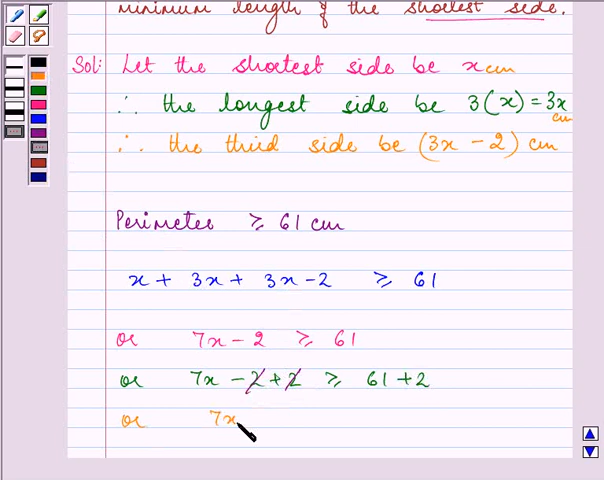 minimum length of the shortest side.
Sol: Let the shortest side be x cm
∴ the longest side be 3(x) = 3x cm
∴ the third side be (3x - 2) cm
Perimeter ≥ 61 cm
x + 3x + 3x - 2 ≥ 61
or 7x - 2 ≥ 61
or 7x - 2 + 2 ≥ 61 + 2
or 7x